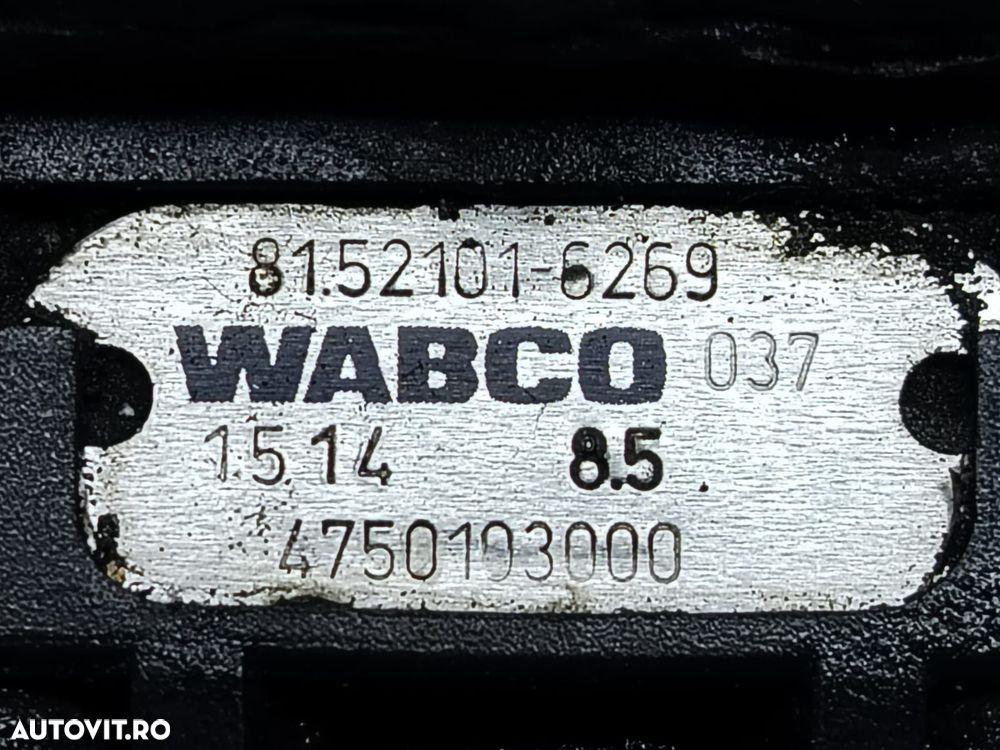 81.52101-6269
WABCO 037
15.14 8.5
4750103000
AUTOVIT.RO